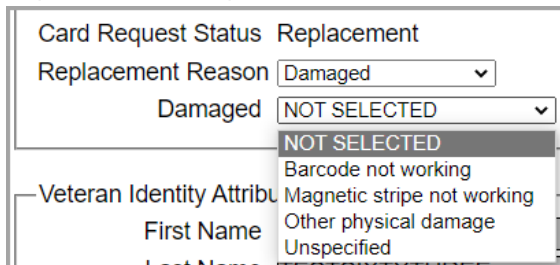 Card Request Status Replacement
Replacement Reason Damaged
Damaged NOT SELECTED
NOT SELECTED
Barcode not working
Veteran Identity Attribu Magnetic stripe not working
First Name Other physical damage
Unspecified